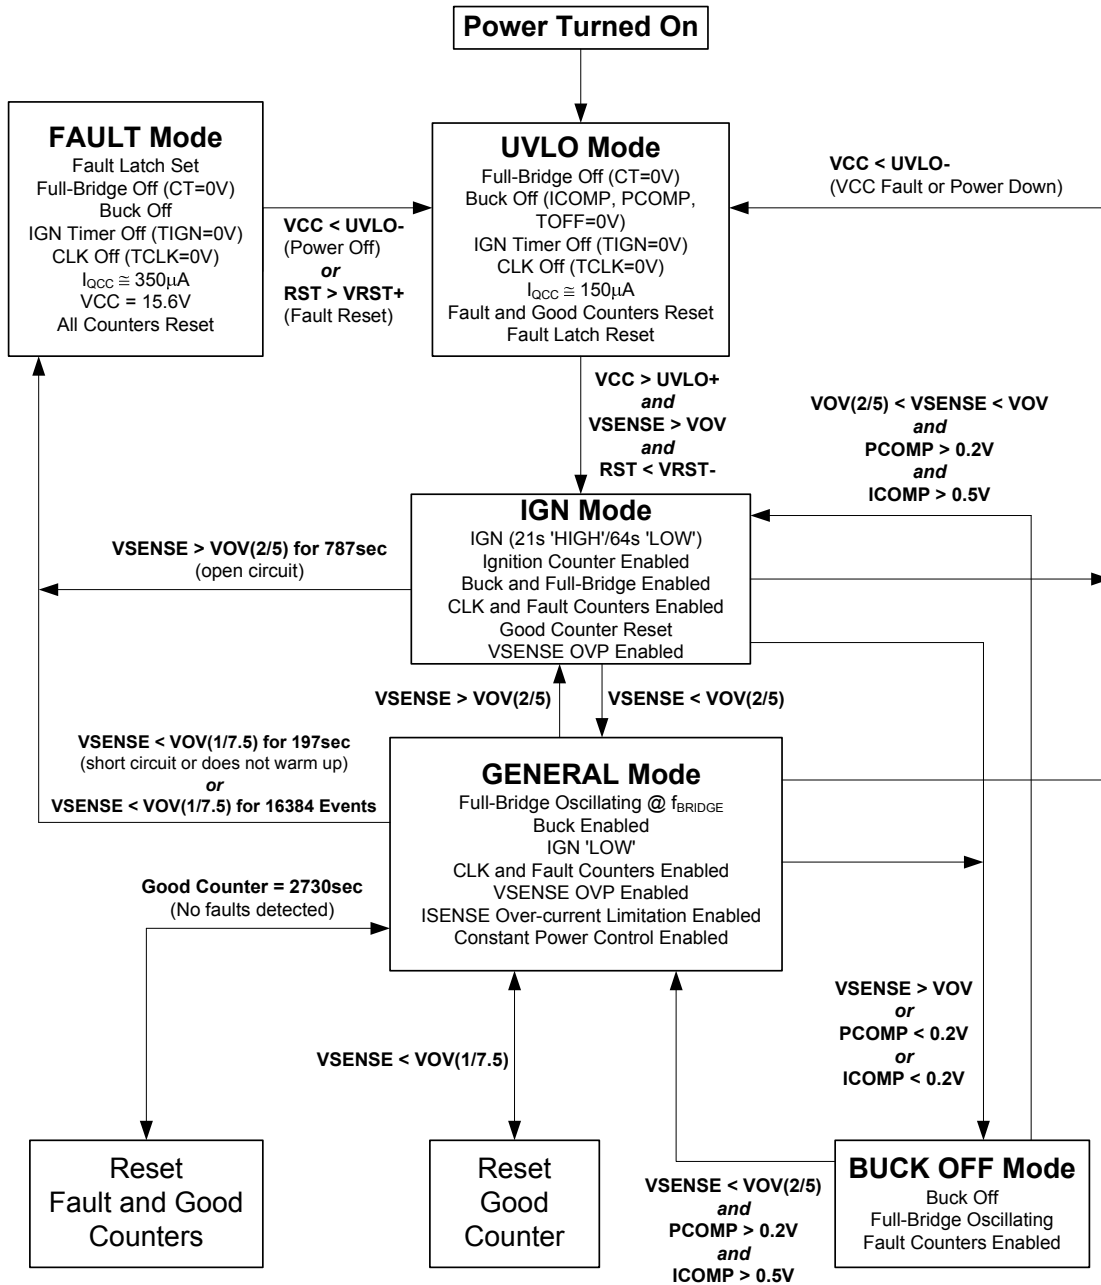 Power Turned On
FAULT Mode
Fault Latch Set
Full-Bridge Off (CT=0V)
Buck Off
IGN Timer Off (TIGN=0V)
CLK Off (TCLK=0V)
IQCC ≅ 350μA
VCC = 15.6V
All Counters Reset
VCC < UVLO-
(Power Off)
or
RST > VRST+
(Fault Reset)
UVLO Mode
Full-Bridge Off (CT=0V)
Buck Off (ICOMP, PCOMP,
TOFF=0V)
IGN Timer Off (TIGN=0V)
CLK Off (TCLK=0V)
IQCC ≅ 150μA
Fault and Good Counters Reset
Fault Latch Reset
VCC < UVLO-
(VCC Fault or Power Down)
VCC > UVLO+
and
VSENSE > VOV
and
RST < VRST-
VOV(2/5) < VSENSE < VOV
and
PCOMP > 0.2V
and
ICOMP > 0.5V
IGN Mode
IGN (21s 'HIGH'/64s 'LOW')
Ignition Counter Enabled
Buck and Full-Bridge Enabled
CLK and Fault Counters Enabled
Good Counter Reset
VSENSE OVP Enabled
VSENSE > VOV(2/5) for 787sec
(open circuit)
VSENSE > VOV(2/5)
VSENSE < VOV(2/5)
VSENSE < VOV(1/7.5) for 197sec
(short circuit or does not warm up)
or
VSENSE < VOV(1/7.5) for 16384 Events
GENERAL Mode
Full-Bridge Oscillating @ fBRIDGE
Buck Enabled
IGN 'LOW'
CLK and Fault Counters Enabled
VSENSE OVP Enabled
ISENSE Over-current Limitation Enabled
Constant Power Control Enabled
Good Counter = 2730sec
(No faults detected)
VSENSE < VOV(1/7.5)
VSENSE > VOV
or
PCOMP < 0.2V
or
ICOMP < 0.2V
Reset
Fault and Good
Counters
Reset
Good
Counter
VSENSE < VOV(2/5)
and
PCOMP > 0.2V
and
ICOMP > 0.5V
BUCK OFF Mode
Buck Off
Full-Bridge Oscillating
Fault Counters Enabled